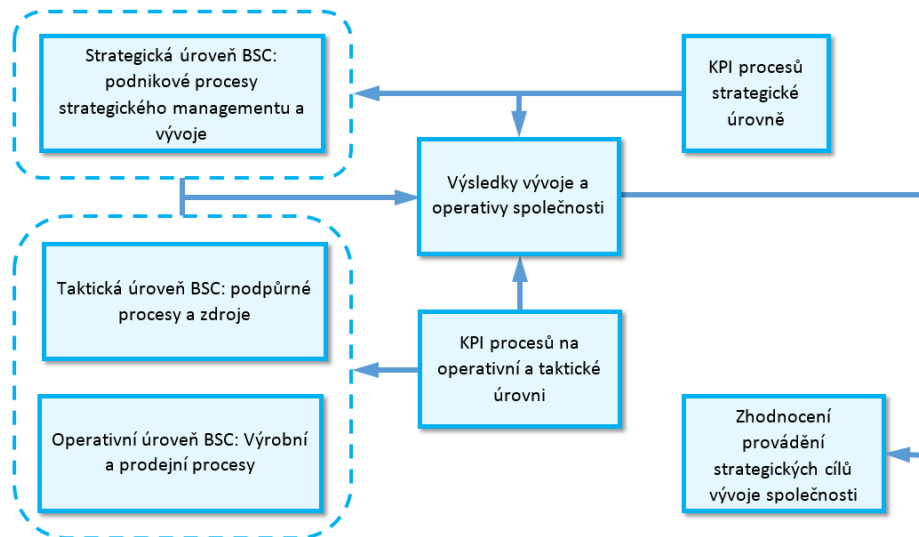 Strategická úroveň BSC:
podnikové procesy
strategického managementu a
vývoje
KPI procesů
strategické
úrovně
Výsledky vývoje a
operativy společnosti
Taktická úroveň BSC: podpůrné
procesy a zdroje
KPI procesů na
operativní a taktické
úrovni
Operativní úroveň BSC: Výrobní
a prodejní procesy
Zhodnocení
provádění
strategických cílů
vývoje společnosti